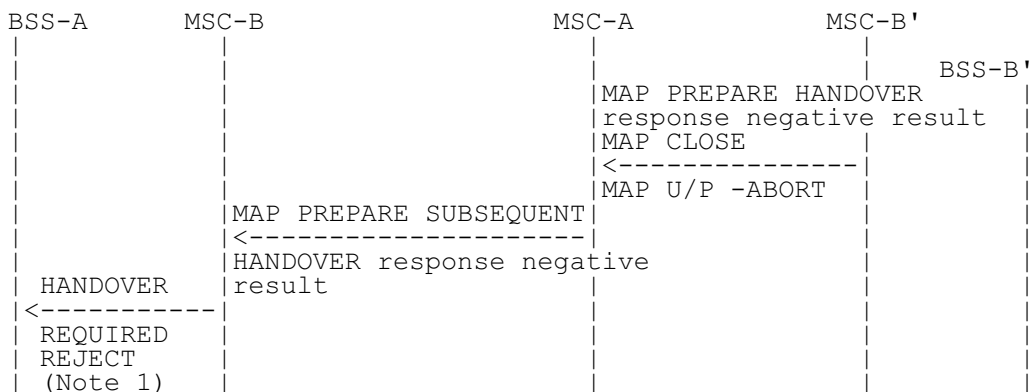 BSS-A MSC-B MSC-A MSC-B'
BSS-B'
MAP PREPARE HANDOVER
response negative result
MAP CLOSE
MAP U/P -ABORT
MAP PREPARE SUBSEQUENT
HANDOVER response negative
HANDOVER result
REQUIRED
REJECT
(Note 1)